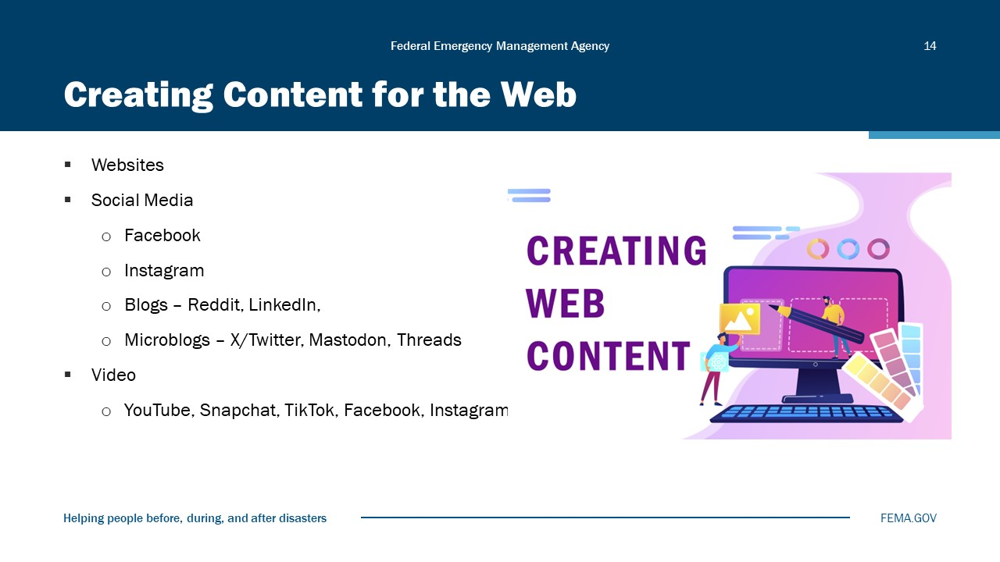 Federal Emergency Management Agency
14
Creating Content for the Web
▪ Websites
▪ Social Media
o Facebook
o Instagram
o Blogs – Reddit, LinkedIn,
o Microblogs – X/Twitter, Mastodon, Threads
▪ Video
o YouTube, Snapchat, TikTok, Facebook, Instagram
CREATING
WEB
CONTENT
Helping people before, during, and after disasters
FEMA.GOV